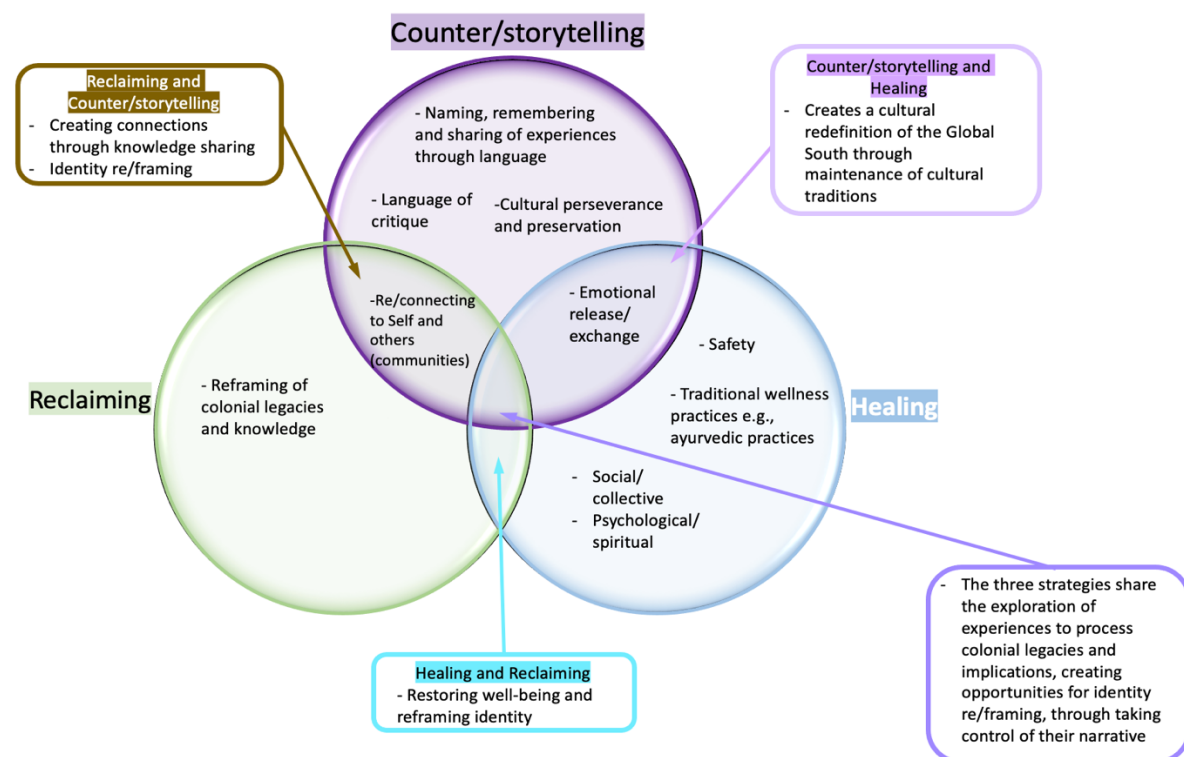 Counter/storytelling
Reclaiming and
Counter/storytelling
- Creating connections
through knowledge sharing
- Identity re/framing
Counter/storytelling and
Healing
- Creates a cultural
redefinition of the Global
South through
maintenance of cultural
traditions
- Naming, remembering
and sharing of experiences
through language
- Language of
critique
-Cultural perseverance
and preservation
-Re/connecting
to Self and
others
(communities)
- Emotional
release/
exchange
Reclaiming
- Reframing of
colonial legacies
and knowledge
- Safety
- Traditional wellness
practices e.g.,
ayurvedic practices
Healing
- Social/
collective
- Psychological/
spiritual
Healing and Reclaiming
- Restoring well-being and
reframing identity
- The three strategies share
the exploration of
experiences to process
colonial legacies and
implications, creating
opportunities for identity
re/framing, through taking
control of their narrative